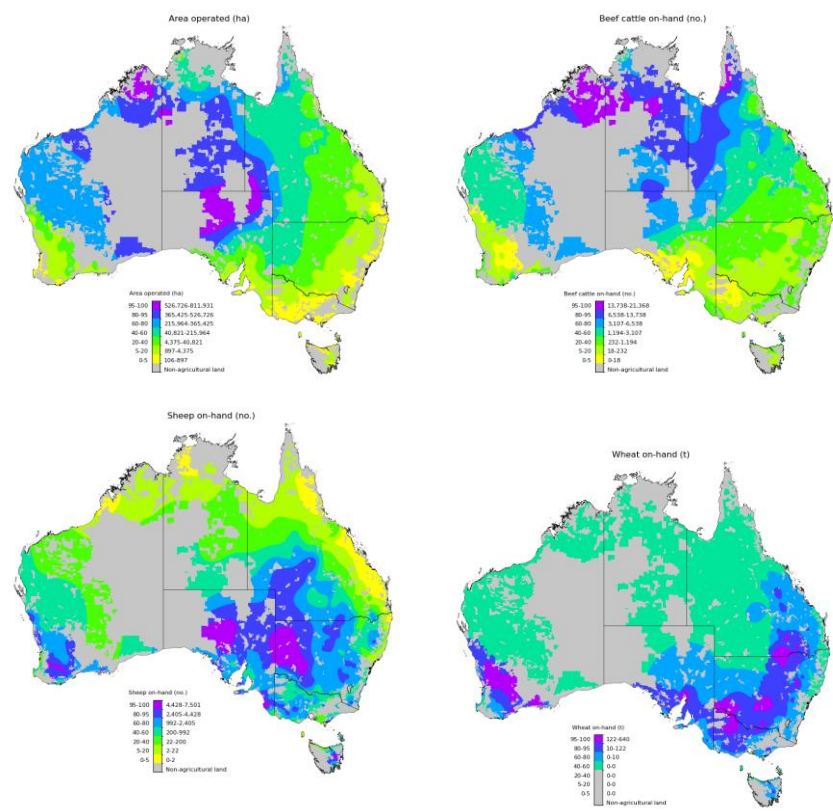 Area operated (ha)
Area operated (ha)
95-100 526,726-811,931
80-95 365,425-526,726
60-80 215,964-365,425
40-60 40,821-215,964
20-40 4,375-40,821
5-20 897-4,375
0-5 106-897
Non-agricultural land
Beef cattle on-hand (no.)
Beef cattle on-hand (no.)
95-100 13,738-21,368
80-95 6,538-13,738
60-80 3,107-6,538
40-60 1,194-3,107
20-40 232-1,194
5-20 18-232
0-5 0-18
Non-agricultural land
Sheep on-hand (no.)
Sheep on-hand (no.)
95-100 4,428-7,501
80-95 2,405-4,428
60-80 992-2,405
40-60 200-992
20-40 22-200
5-20 2-22
0-5 0-2
Non-agricultural land
Wheat on-hand (t)
Wheat on-hand (t)
95-100 122-640
80-95 10-122
60-80 0-10
40-60 0-0
20-40 0-0
5-20 0-0
0-5 0-0
Non-agricultural land